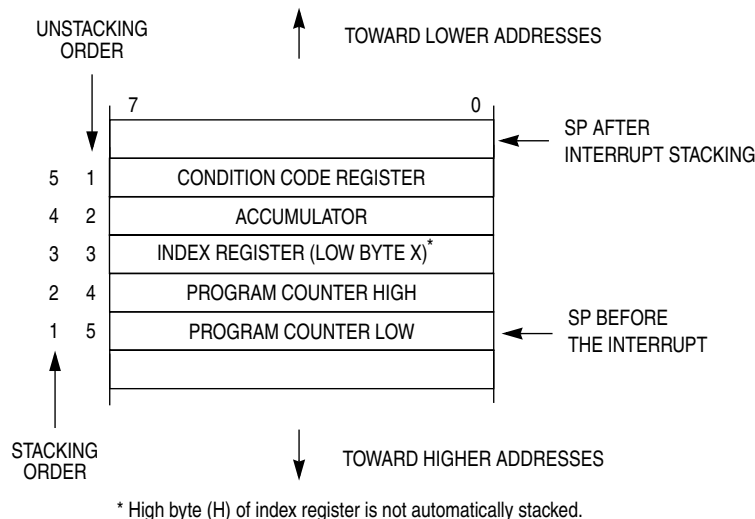 UNSTACKING
ORDER
TOWARD LOWER ADDRESSES
7 0
SP AFTER
INTERRUPT STACKING
5 1 CONDITION CODE REGISTER
4 2 ACCUMULATOR
3 3 INDEX REGISTER (LOW BYTE X)*
2 4 PROGRAM COUNTER HIGH
1 5 PROGRAM COUNTER LOW
SP BEFORE
THE INTERRUPT
STACKING
ORDER
TOWARD HIGHER ADDRESSES
* High byte (H) of index register is not automatically stacked.